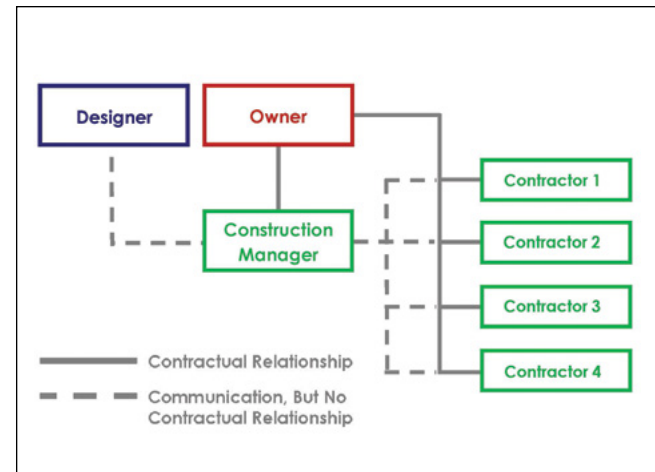 Designer
Owner
Contractor 1
Construction
Manager
Contractor 2
Contractor 3
Contractor 4
Contractual Relationship
Communication, But No
Contractual Relationship